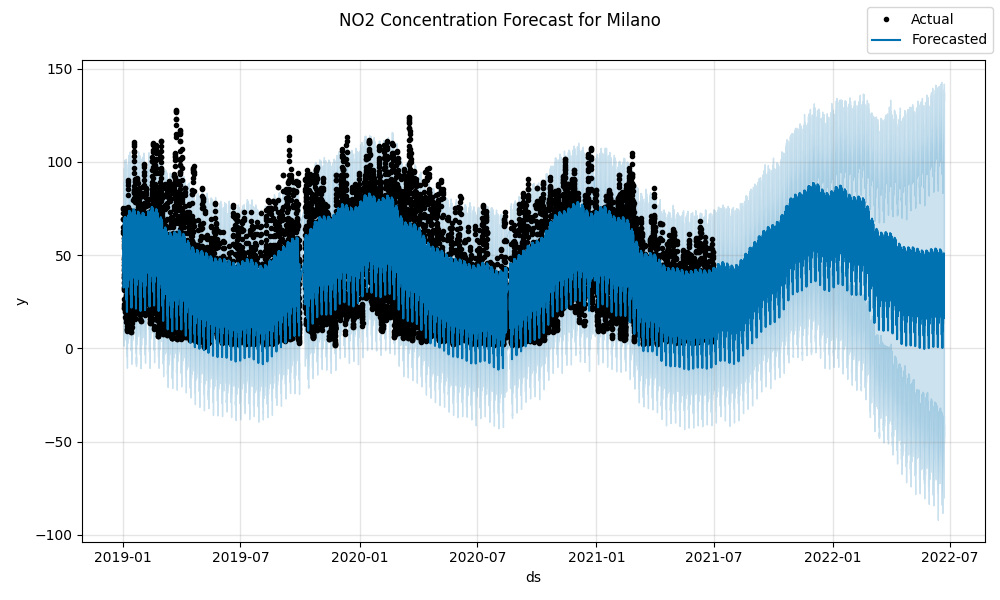 NO2 Concentration Forecast for Milano
Actual
Forecasted
150
100
50
0
−50
−100
y
2019-01
2019-07
2020-01
2020-07
2021-01
2021-07
2022-01
2022-07
ds